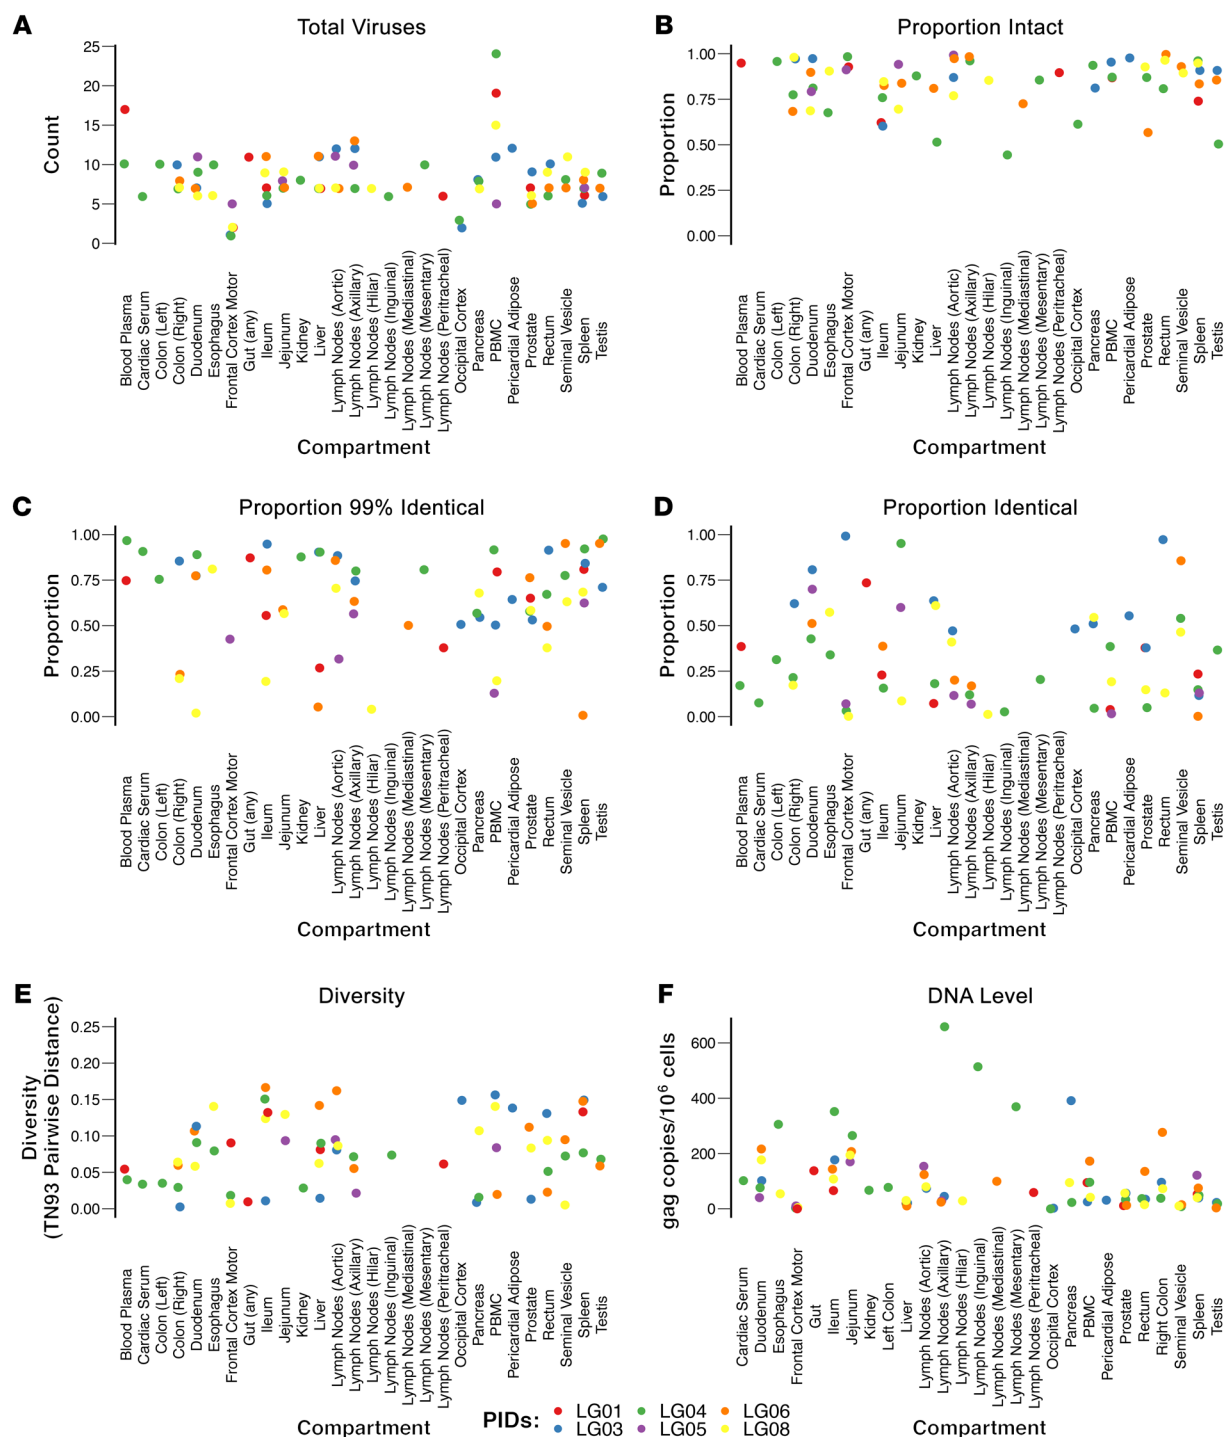 A
Total Viruses
Count
25
20
15
10
5
0
Blood Plasma
Cardiac Serum
Colon (Left)
Colon (Right)
Duodenum
Esophagus
Frontal Cortex Motor
Gut (any)
Ileum
Jejunum
Kidney
Liver
Lymph Nodes (Aortic)
Lymph Nodes (Axillary)
Lymph Nodes (Hilar)
Lymph Nodes (Inguinal)
Lymph Nodes (Mediastinal)
Lymph Nodes (Mesentary)
Lymph Nodes (Peritracheal)
Occipital Cortex
Pancreas
PBMC
Pericardial Adipose
Prostate
Rectum
Seminal Vesicle
Spleen
Testis
Compartment
B
Proportion Intact
Proportion
1.00
0.75
0.50
0.25
0.00
Blood Plasma
Cardiac Serum
Colon (Left)
Colon (Right)
Duodenum
Esophagus
Frontal Cortex Motor
Gut (any)
Ileum
Jejunum
Kidney
Liver
Lymph Nodes (Aortic)
Lymph Nodes (Axillary)
Lymph Nodes (Hilar)
Lymph Nodes (Inguinal)
Lymph Nodes (Mediastinal)
Lymph Nodes (Mesentary)
Lymph Nodes (Peritracheal)
Occipital Cortex
Pancreas
PBMC
Pericardial Adipose
Prostate
Rectum
Seminal Vesicle
Spleen
Testis
Compartment
C
Proportion 99% Identical
Proportion
1.00
0.75
0.50
0.25
0.00
Blood Plasma
Cardiac Serum
Colon (Left)
Colon (Right)
Duodenum
Esophagus
Frontal Cortex Motor
Gut (any)
Ileum
Jejunum
Kidney
Liver
Lymph Nodes (Aortic)
Lymph Nodes (Axillary)
Lymph Nodes (Hilar)
Lymph Nodes (Inguinal)
Lymph Nodes (Mediastinal)
Lymph Nodes (Mesentary)
Lymph Nodes (Peritracheal)
Occipital Cortex
Pancreas
PBMC
Pericardial Adipose
Prostate
Rectum
Seminal Vesicle
Spleen
Testis
Compartment
D
Proportion Identical
Proportion
1.00
0.75
0.50
0.25
0.00
Blood Plasma
Cardiac Serum
Colon (Left)
Colon (Right)
Duodenum
Esophagus
Frontal Cortex Motor
Gut (any)
Ileum
Jejunum
Kidney
Liver
Lymph Nodes (Aortic)
Lymph Nodes (Axillary)
Lymph Nodes (Hilar)
Lymph Nodes (Inguinal)
Lymph Nodes (Mediastinal)
Lymph Nodes (Mesentary)
Lymph Nodes (Peritracheal)
Occipital Cortex
Pancreas
PBMC
Pericardial Adipose
Prostate
Rectum
Seminal Vesicle
Spleen
Testis
Compartment
E
Diversity
Diversity
(TN93 Pairwise Distance)
0.25
0.20
0.15
0.10
0.05
0.00
Blood Plasma
Cardiac Serum
Colon (Left)
Colon (Right)
Duodenum
Esophagus
Frontal Cortex Motor
Gut (any)
Ileum
Jejunum
Kidney
Liver
Lymph Nodes (Aortic)
Lymph Nodes (Axillary)
Lymph Nodes (Hilar)
Lymph Nodes (Inguinal)
Lymph Nodes (Mediastinal)
Lymph Nodes (Mesentary)
Lymph Nodes (Peritracheal)
Occipital Cortex
Pancreas
PBMC
Pericardial Adipose
Prostate
Rectum
Seminal Vesicle
Spleen
Testis
Compartment
F
DNA Level
gag copies/10⁶ cells
600
400
200
0
Cardiac Serum
Duodenum
Esophagus
Frontal Cortex Motor
Gut
Ileum
Jejunum
Kidney
Left Colon
Liver
Lymph Nodes (Aortic)
Lymph Nodes (Axillary)
Lymph Nodes (Hilar)
Lymph Nodes (Inguinal)
Lymph Nodes (Mediastinal)
Lymph Nodes (Mesentary)
Lymph Nodes (Peritracheal)
Occipital Cortex
Pancreas
PBMC
Pericardial Adipose
Prostate
Rectum
Right Colon
Seminal Vesicle
Spleen
Testis
Compartment
PIDs:
LG01 LG04 LG06
LG03 LG05 LG08